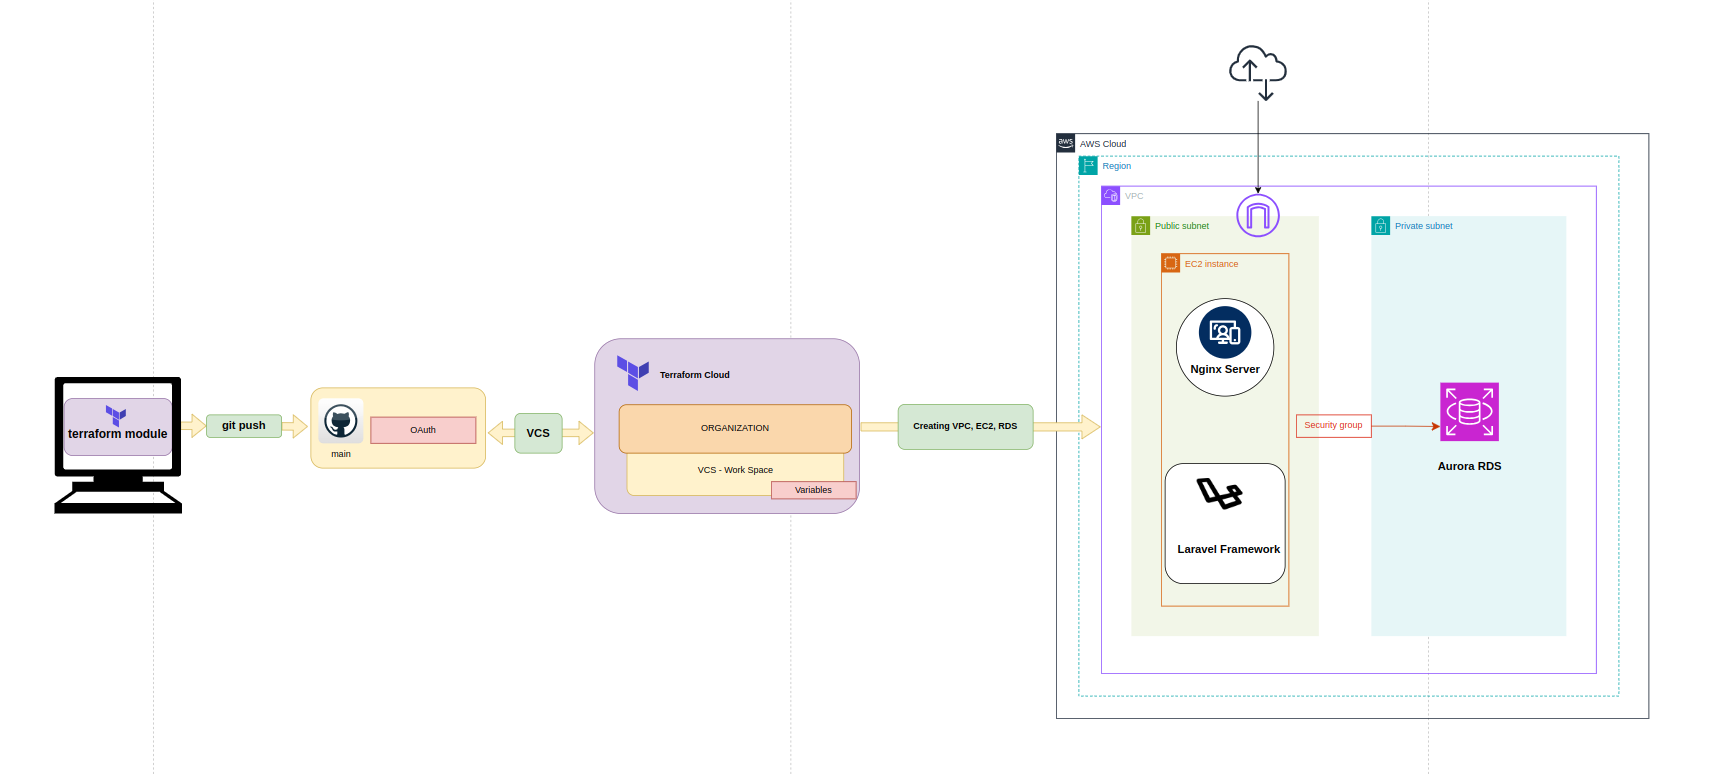 terraform module
git push
main
OAuth
VCS
Terraform Cloud
ORGANIZATION
VCS - Work Space
Variables
Creating VPC, EC2, RDS
aws
AWS Cloud
Region
VPC
Public subnet
EC2 instance
Nginx Server
Laravel Framework
Security group
Private subnet
Aurora RDS